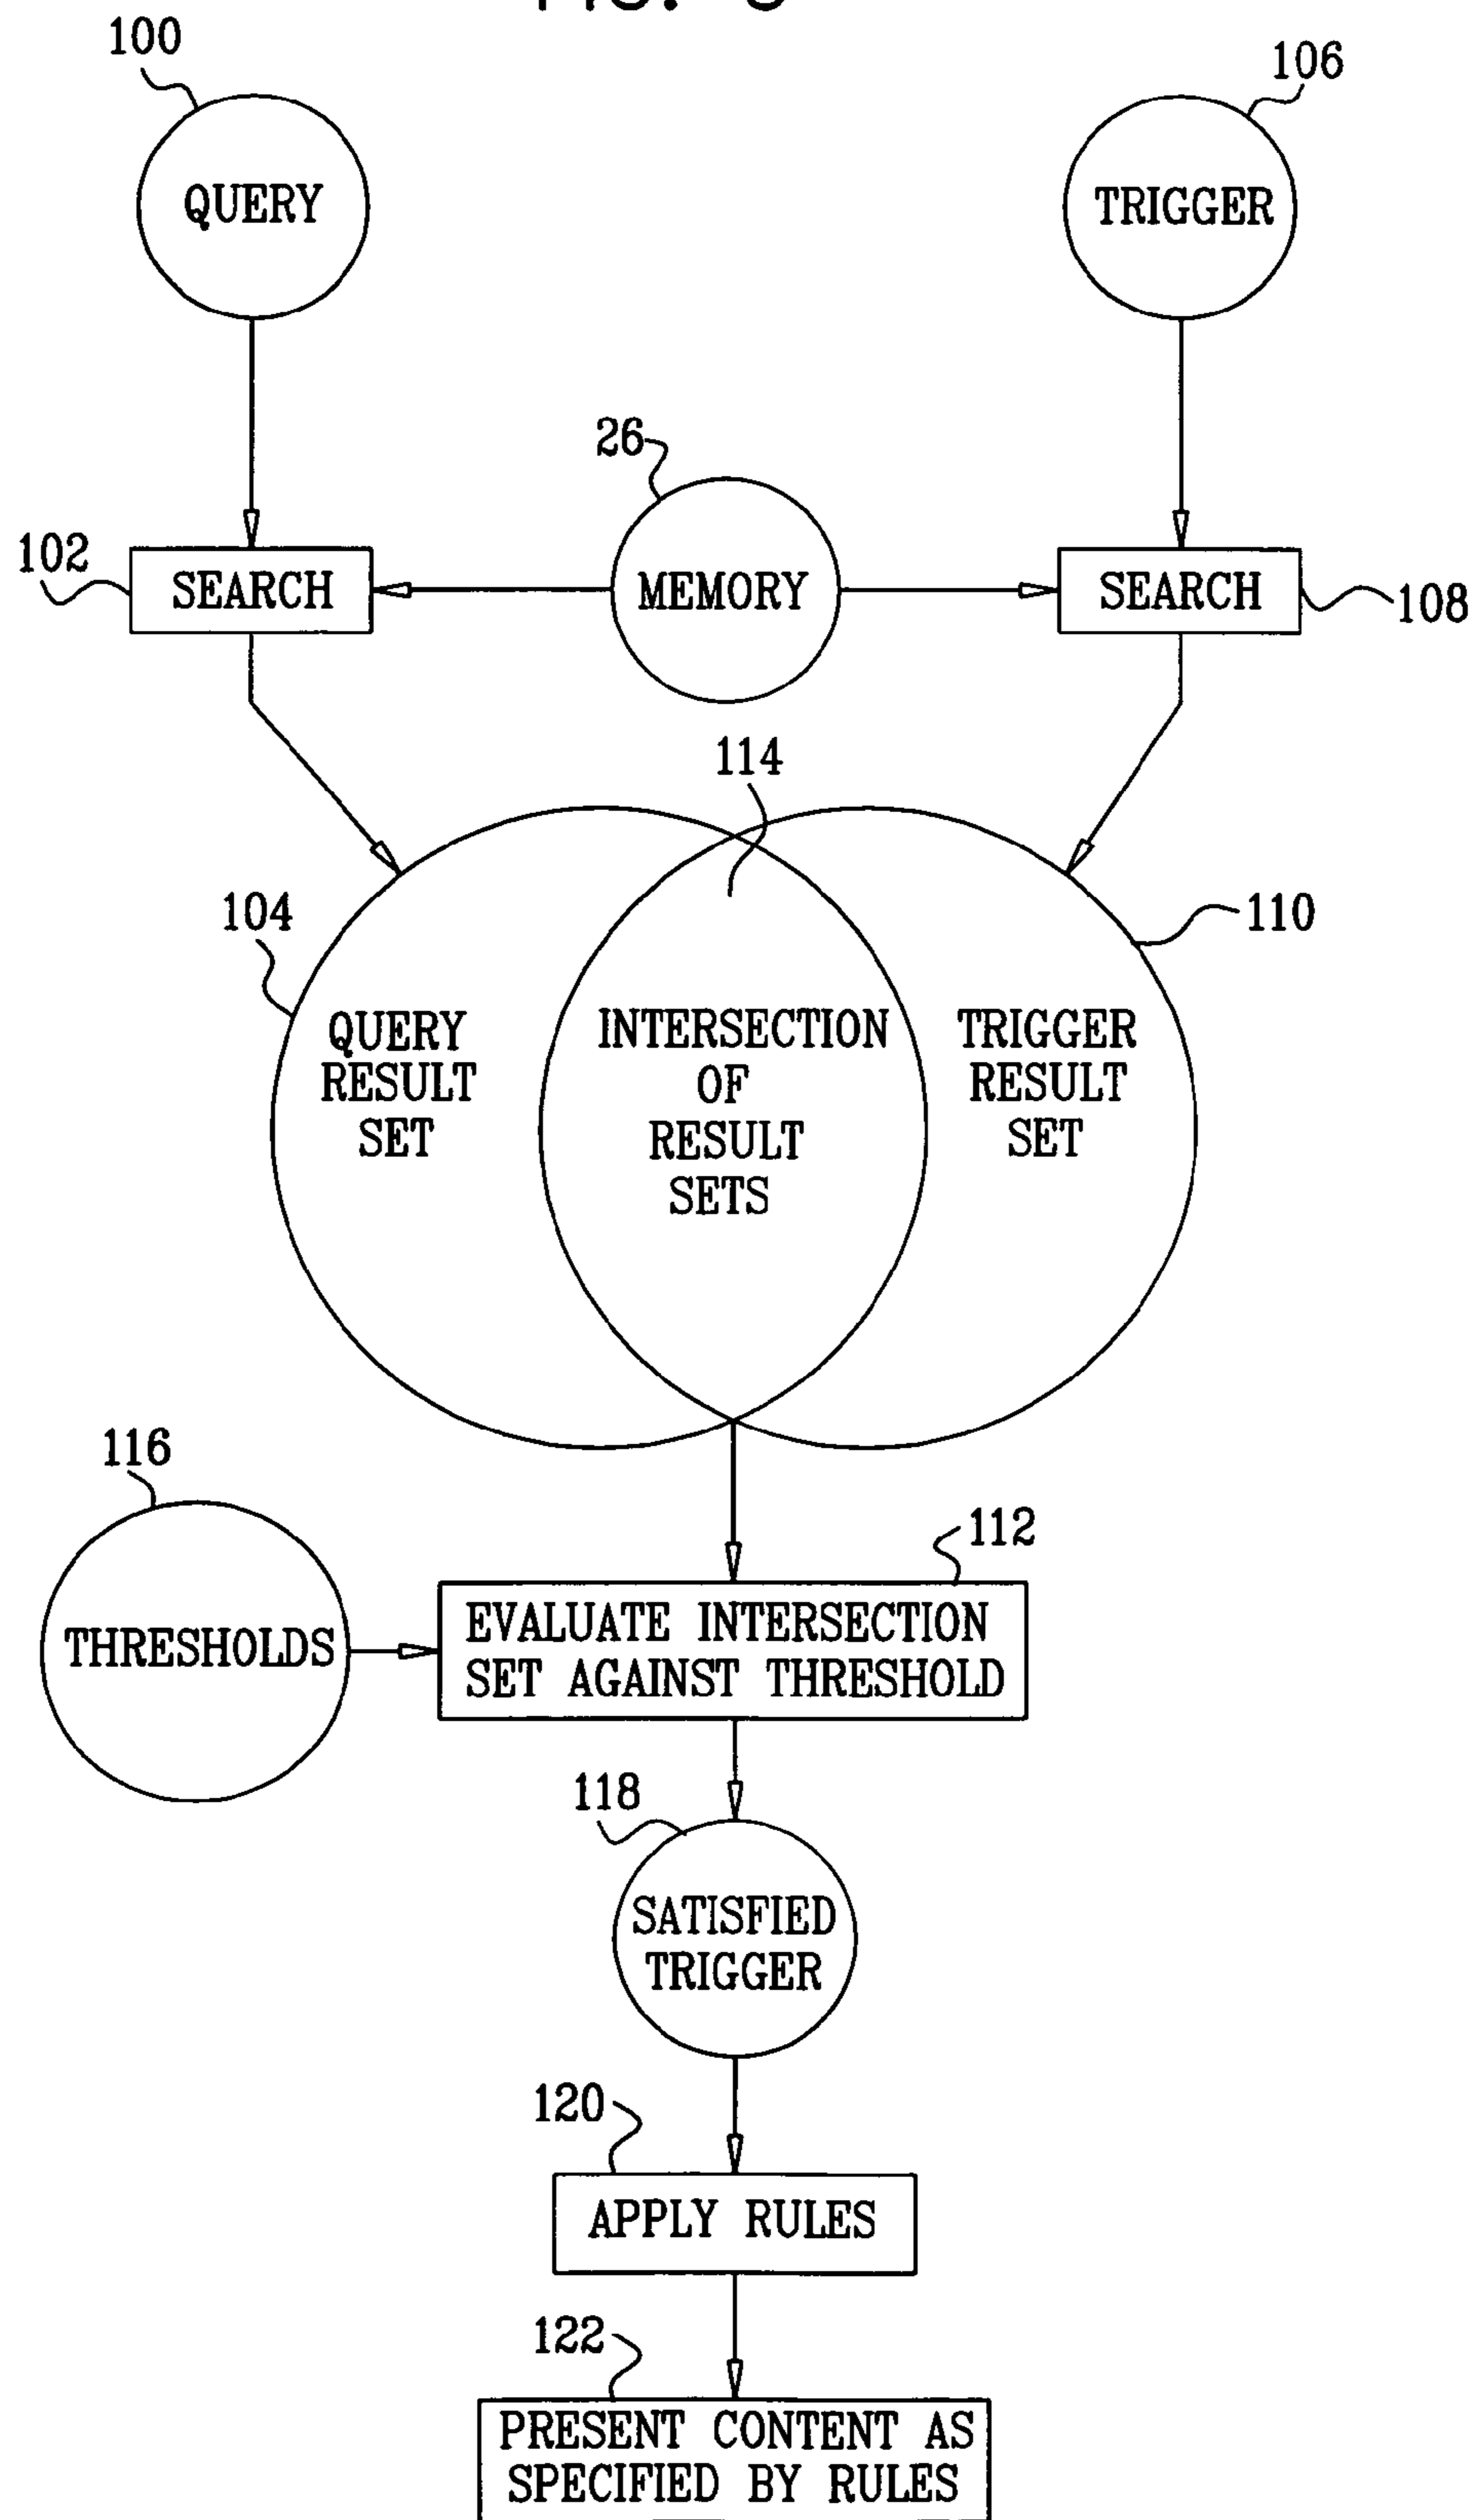 100
106
QUERY
TRIGGER
26
102
SEARCH
MEMORY
SEARCH
108
114
104
110
QUERY
RESULT
SET
INTERSECTION
OF
RESULT
SETS
TRIGGER
RESULT
SET
116
112
THRESHOLDS
EVALUATE INTERSECTION
SET AGAINST THRESHOLD
118
SATISFIED
TRIGGER
120
APPLY RULES
122
PRESENT CONTENT AS
SPECIFIED BY RULES